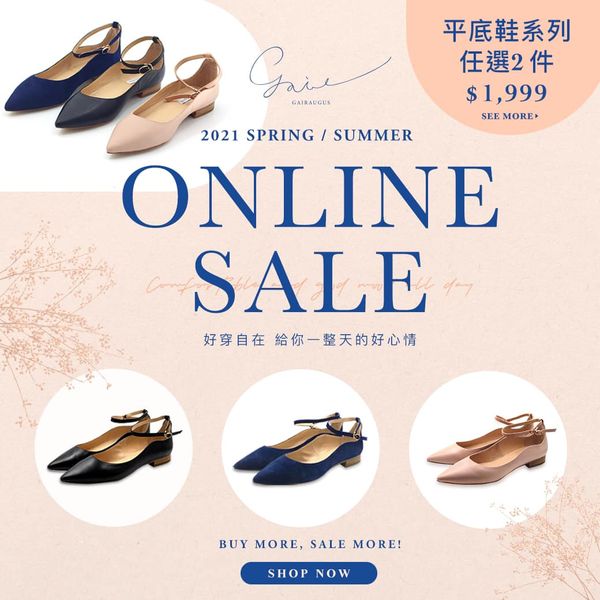 平底鞋系列
任選2件
$1,999
SEE MORE
Gair
GAIRAUGUS
2021 SPRING / SUMMER
ONLINE
SALE
好穿自在 給你一整天的好心情
BUY MORE, SALE MORE!
SHOP NOW